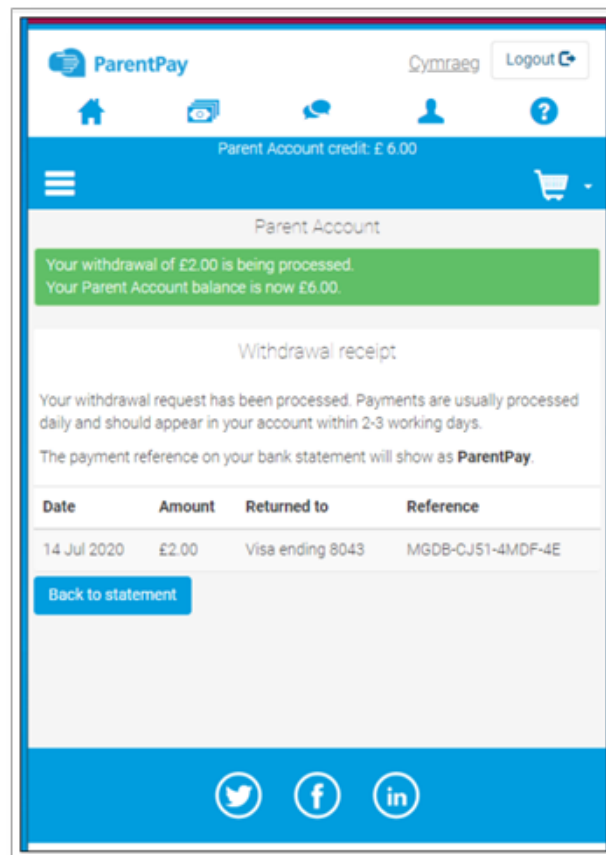 ParentPay
Cymraeg
Logout
Parent Account credit: £ 6.00
Parent Account
Your withdrawal of £2.00 is being processed.
Your Parent Account balance is now £6.00.
Withdrawal receipt
Your withdrawal request has been processed. Payments are usually processed
daily and should appear in your account within 2-3 working days.
The payment reference on your bank statement will show as ParentPay.
Date Amount Returned to Reference
14 Jul 2020 £2.00 Visa ending 8043 MGDB-CJ51-4MDF-4E
Back to statement